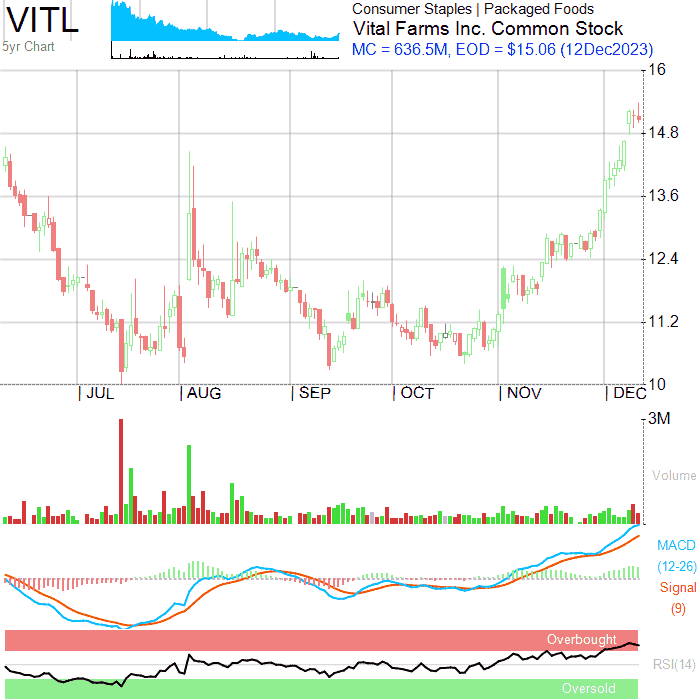 VITL
5yr Chart
Consumer Staples | Packaged Foods
Vital Farms Inc. Common Stock
MC = 636.5M, EOD = $15.06 (12Dec2023)
16
14.8
13.6
12.4
11.2
10
JUL AUG SEP OCT NOV DEC
3M
Volume
MACD
(12-26)
Signal
(9)
Overbought
RSI(14)
Oversold